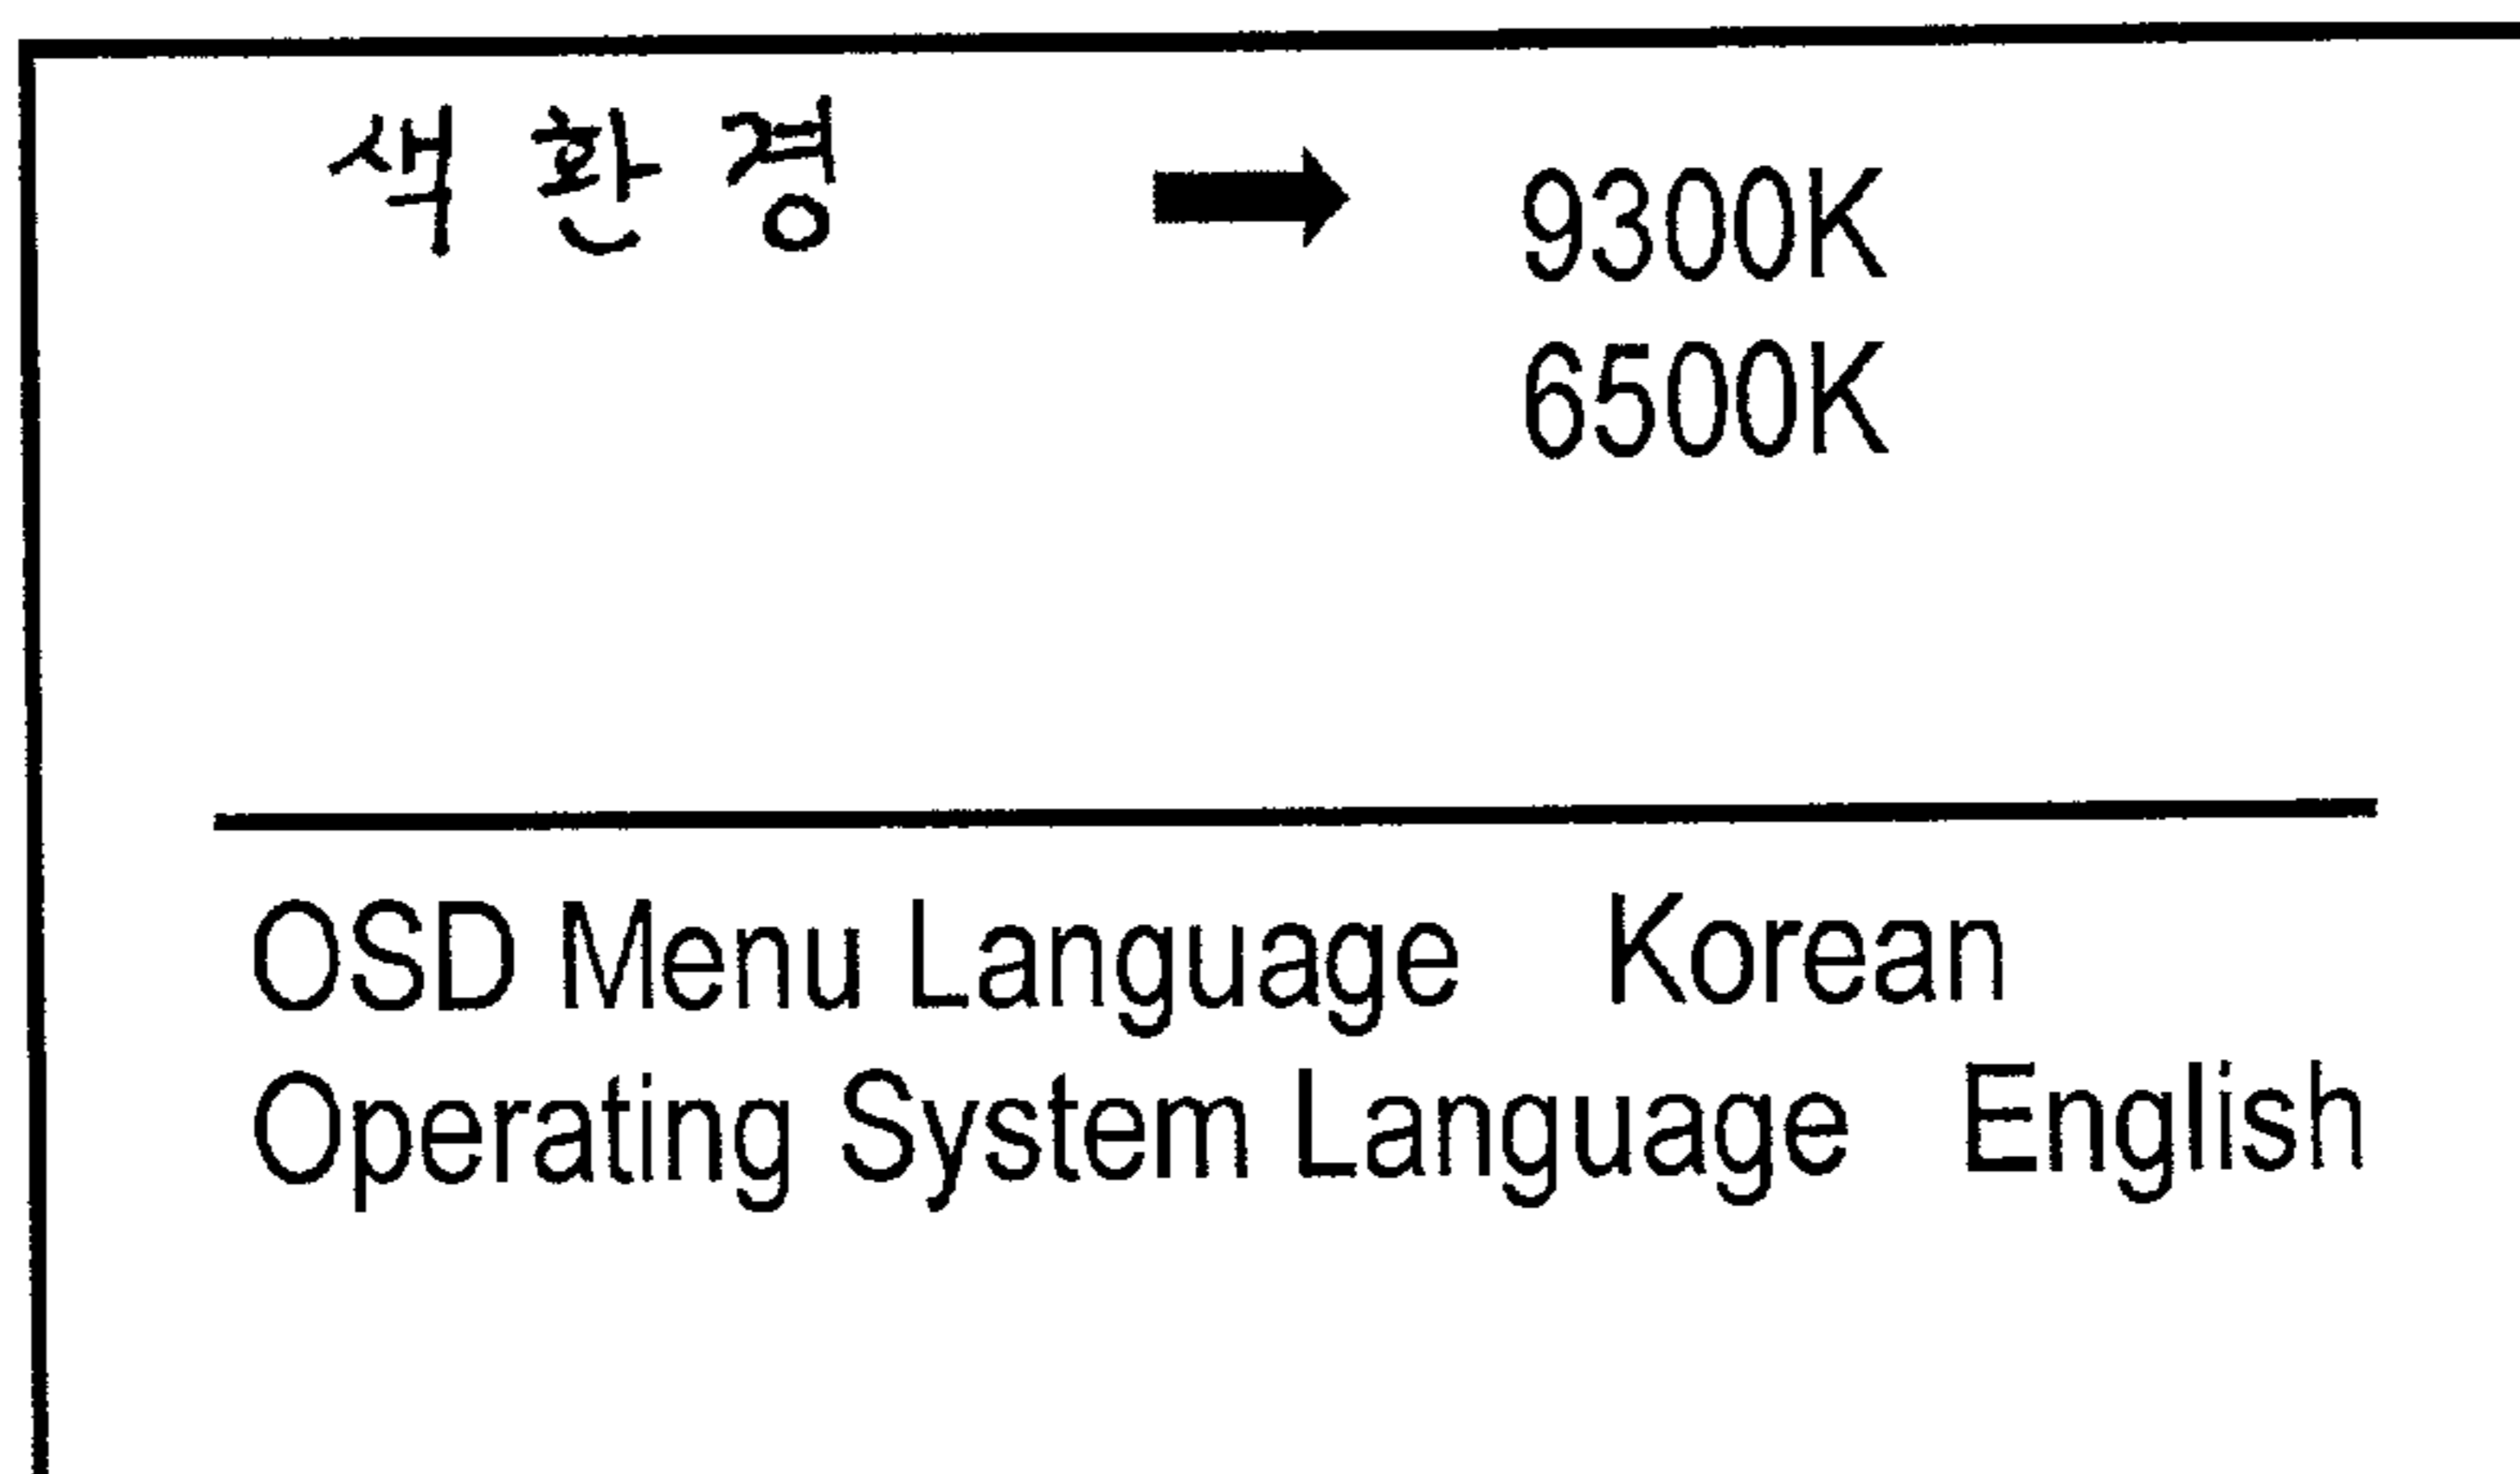 색환경 9300K
6500K
OSD Menu Language Korean
Operating System Language English